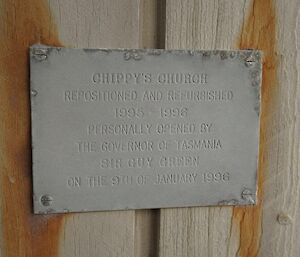 CHIPPY'S CHURCH
REPOSITIONED AND REFURBISHED
1995 - 1996
PERSONALLY OPENED BY
THE GOVERNOR OF TASMANIA
SIR GUY GREEN
ON THE 9TH OF JANUARY 1996